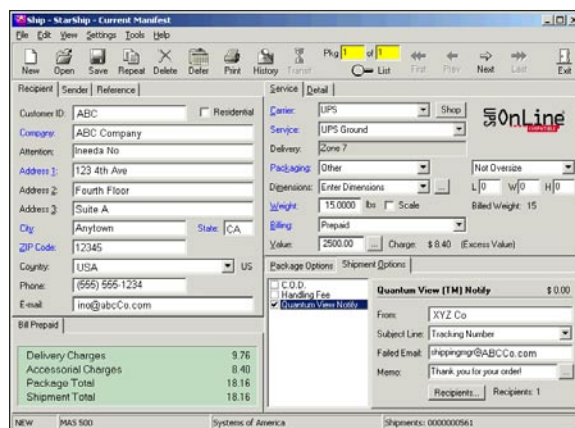 Ship - StarShip - Current Manifest
File Edit View Settings Tools Help
New Open Save Repeat Delete Defer Print History Transit Pkg 1 of 1 List First Prev Next Last Exit
Recipient Sender Reference
Customer ID: ABC Residential
Company: ABC Company
Attention: Ineeda No
Address 1: 123 4th Ave
Address 2: Fourth Floor
Address 3: Suite A
City: Anytown State: CA
ZIP Code: 12345
Country: USA US
Phone: (555) 555-1234
E-mail: ino@abcCo.com
Bill Prepaid
Delivery Charges 9.76
Accessorial Charges 8.40
Package Total 18.16
Shipment Total 18.16
Service Detail
Carrier: UPS Shop
Service: UPS Ground
Delivery: Zone 7
Packaging: Other Not Oversize
Dimensions: Enter Dimensions ... L 0 W 0 H 0
Weight: 15.0000 lbs Scale Billed Weight: 15
Billing: Prepaid
Value: 2500.00 ... Charge: $ 8.40 (Excess Value)
UPS OnLine
COMPATIBLE
Package Options Shipment Options
C.O.D.
Handling Fee
Quantum View Notify
Quantum View (TM) Notify $ 0.00
From: XYZ Co
Subject Line: Tracking Number
Failed Email: shippingmgr@ABCCo.com
Memo: Thank you for your order!
Recipients... Recipients: 1
NEW MAS 500 Systems of America Shipments: 0000000561